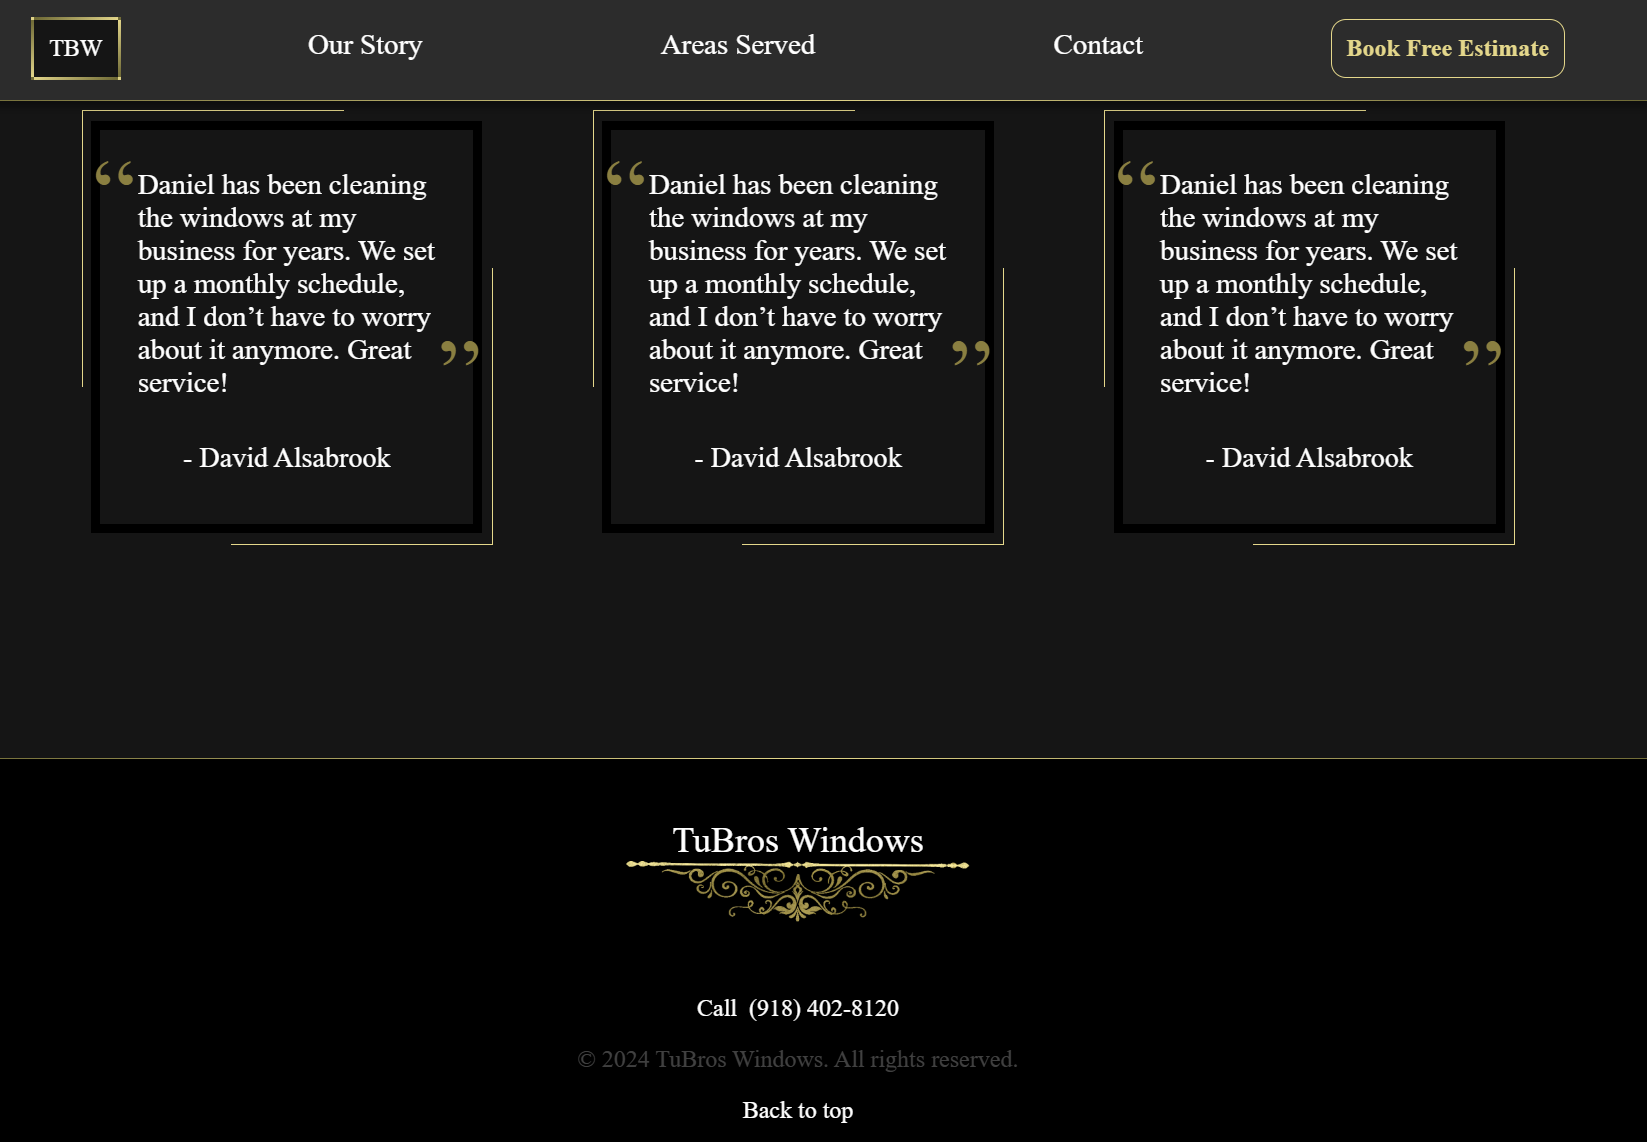 TBW
Our Story
Areas Served
Contact
Book Free Estimate
“Daniel has been cleaning
the windows at my
business for years. We set
up a monthly schedule,
and I don’t have to worry
about it anymore. Great ”
service!
- David Alsabrook
“Daniel has been cleaning
the windows at my
business for years. We set
up a monthly schedule,
and I don’t have to worry
about it anymore. Great ”
service!
- David Alsabrook
“Daniel has been cleaning
the windows at my
business for years. We set
up a monthly schedule,
and I don’t have to worry
about it anymore. Great ”
service!
- David Alsabrook
TuBros Windows
Call (918) 402-8120
© 2024 TuBros Windows. All rights reserved.
Back to top